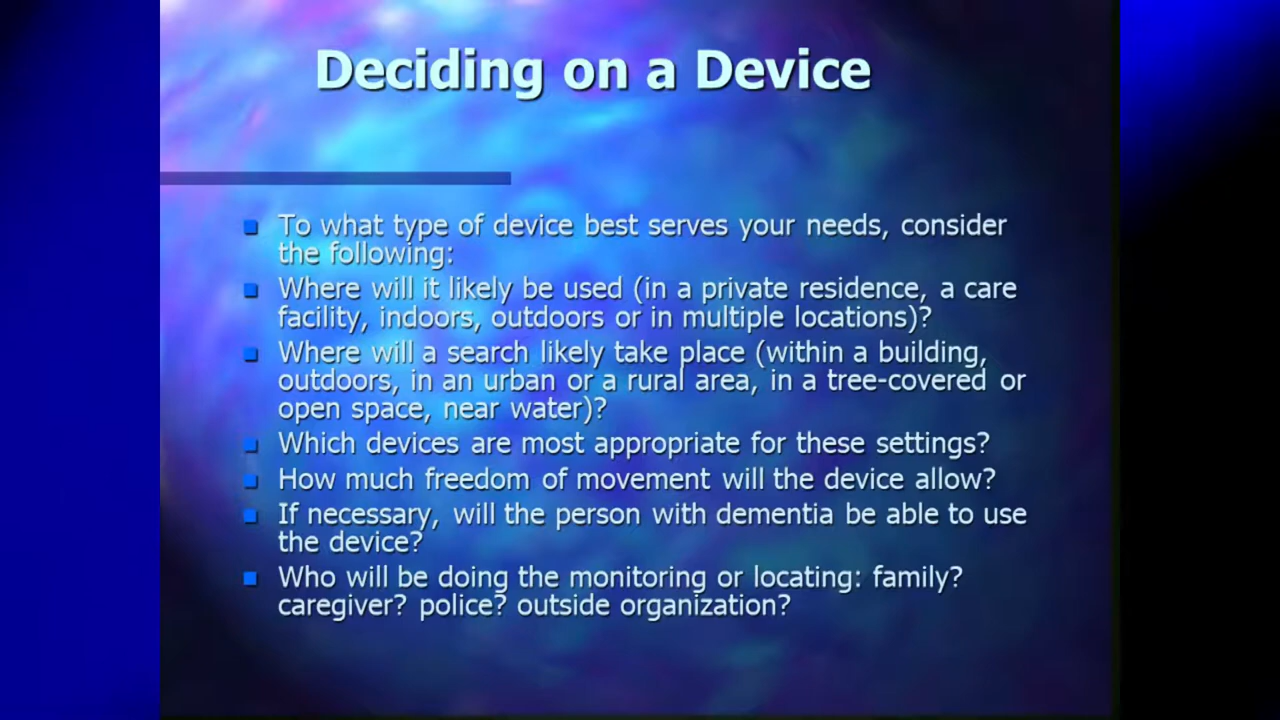 Deciding on a Device
To what type of device best serves your needs, consider
the following:
Where will it likely be used (in a private residence, a care
facility, indoors, outdoors or in multiple locations)?
Where will a search likely take place (within a building,
outdoors, in an urban or a rural area, in a tree-covered or
open space, near water)?
Which devices are most appropriate for these settings?
How much freedom of movement will the device allow?
If necessary, will the person with dementia be able to use
the device?
Who will be doing the monitoring or locating: family?
caregiver? police? outside organization?